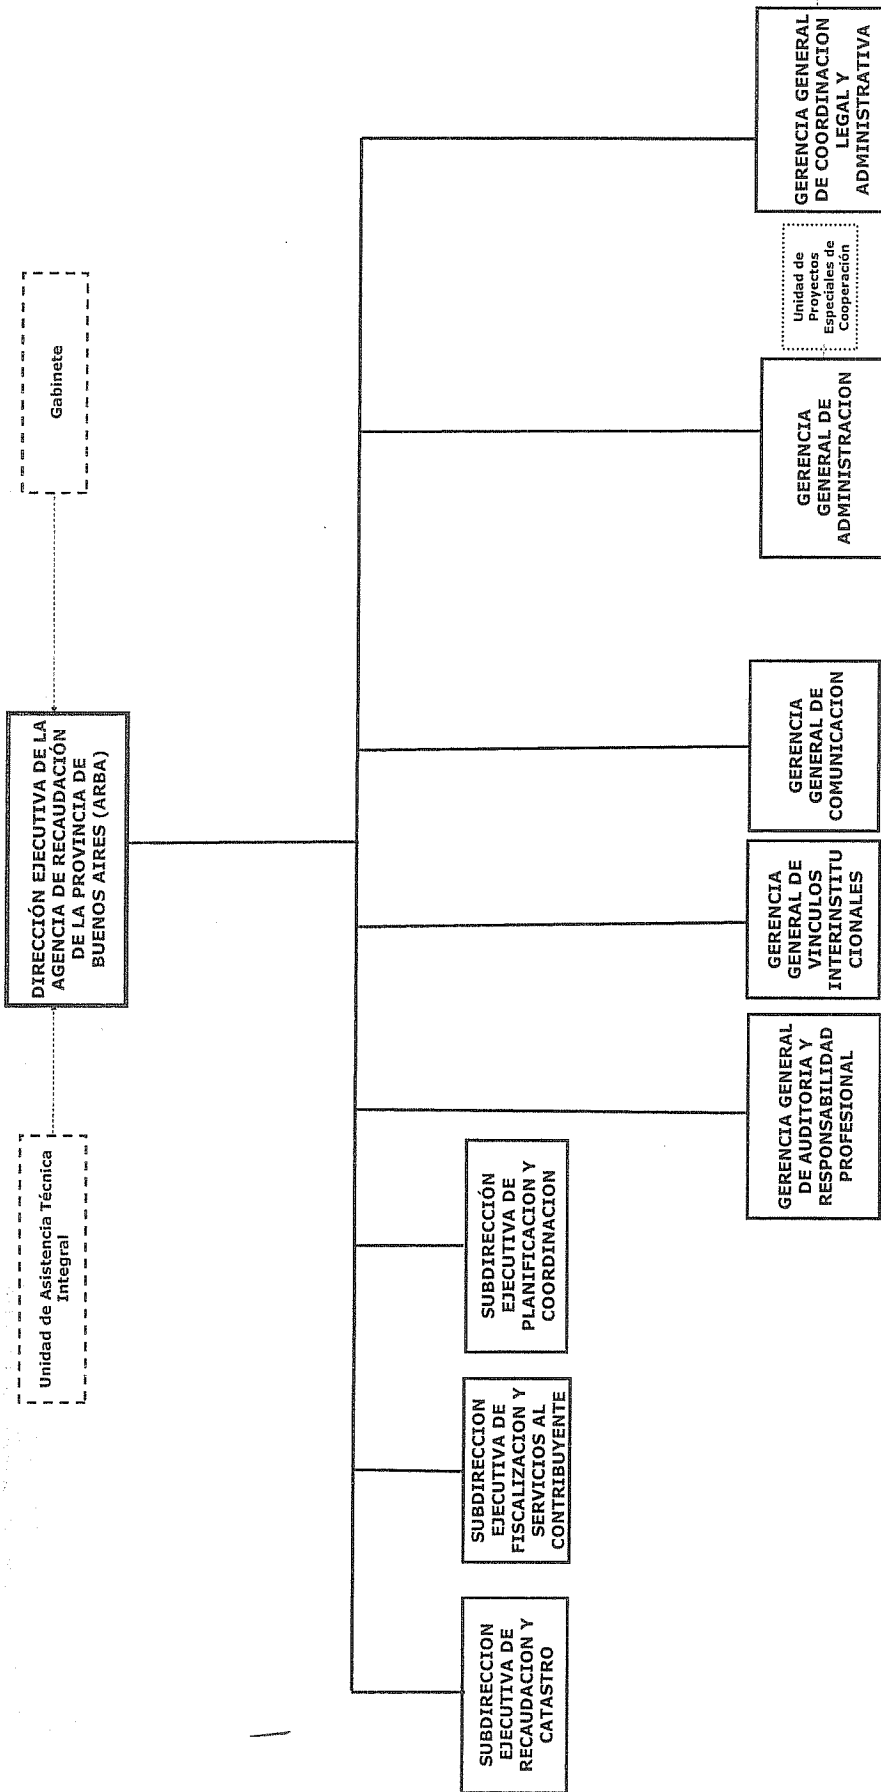 Unidad de Asistencia Técnica
Integral
DIRECCIÓN EJECUTIVA DE LA
AGENCIA DE RECAUDACIÓN
DE LA PROVINCIA DE
BUENOS AIRES (ARBA)
Gabinete
SUBDIRECCION
EJECUTIVA DE
RECAUDACION Y
CATASTRO
SUBDIRECCION
EJECUTIVA DE
FISCALIZACION Y
SERVICIOS AL
CONTRIBUYENTE
SUBDIRECCIÓN
EJECUTIVA DE
PLANIFICACION Y
COORDINACION
GERENCIA GENERAL
DE AUDITORIA Y
RESPONSABILIDAD
PROFESIONAL
GERENCIA
GENERAL DE
VINCULOS
INTERINSTITU
CIONALES
GERENCIA
GENERAL DE
COMUNICACION
GERENCIA
GENERAL DE
ADMINISTRACION
Unidad de
Proyectos
Especiales de
Cooperación
GERENCIA GENERAL
DE COORDINACION
LEGAL Y
ADMINISTRATIVA